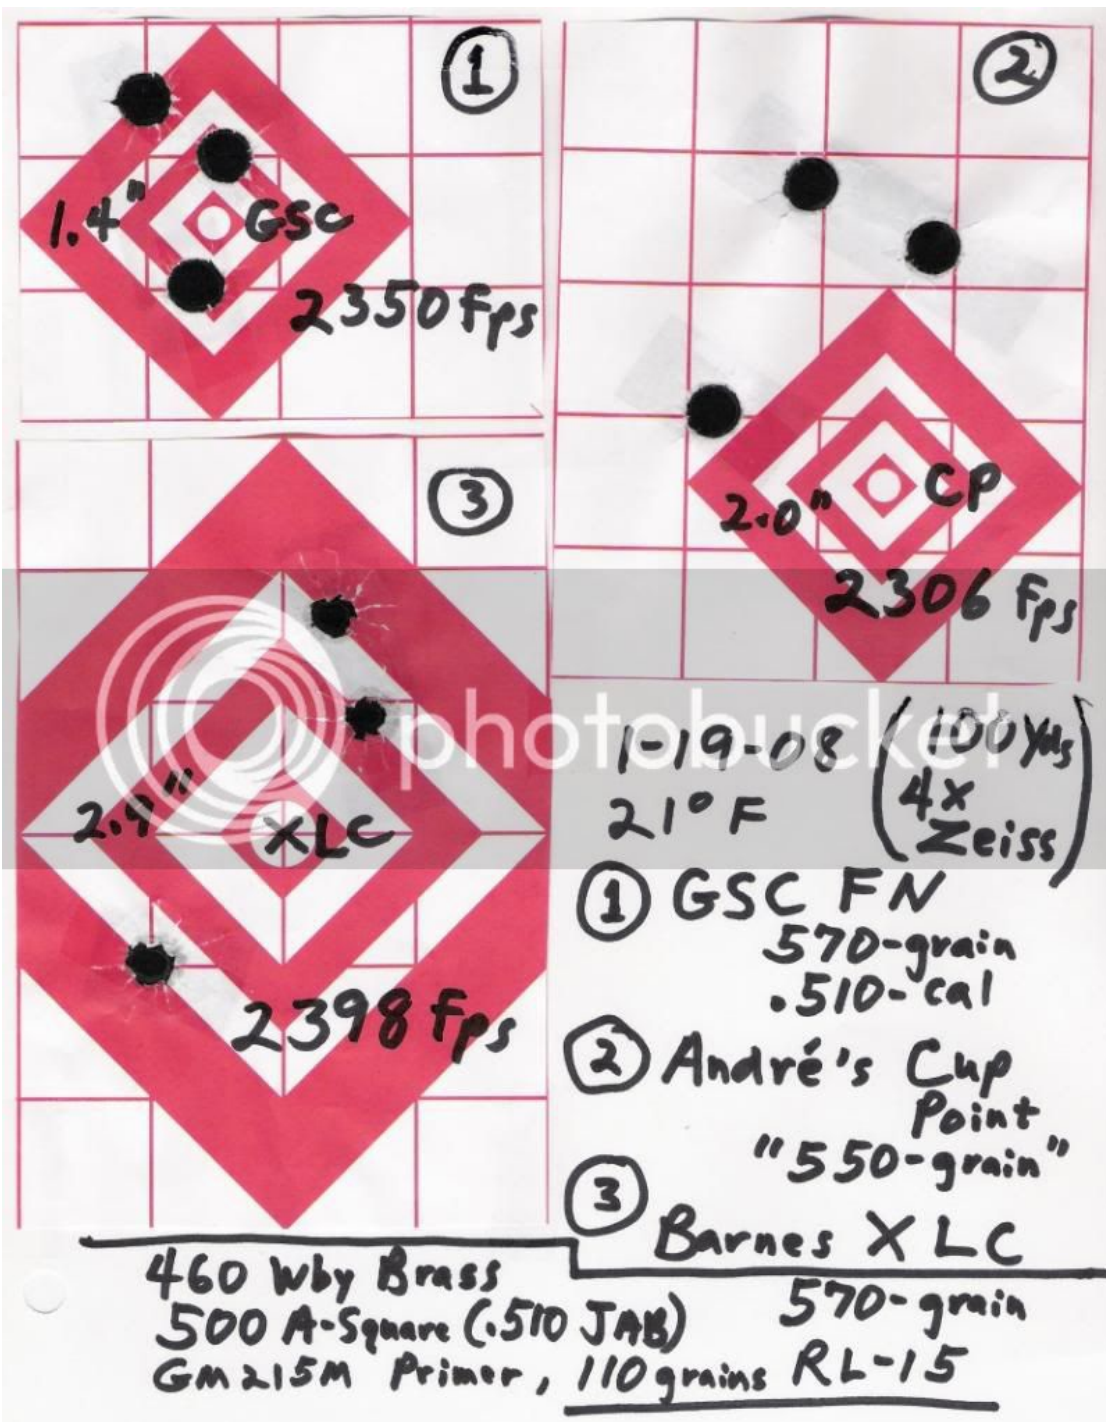 1
1.4" GSC
2350 fps
2
CP
2.0"
2306 fps
3
2.9" XLC
2398 fps
photobucket
1-19-08 (100 Yds
21° F 4x
Zeiss)
1 GSC FN
570-grain
.510-cal
2 André's Cup
Point
"550-grain"
3 Barnes XLC
570-grain
460 Wby Brass
500 A-Square (.510 JAB)
GM215M Primer, 110 grains RL-15